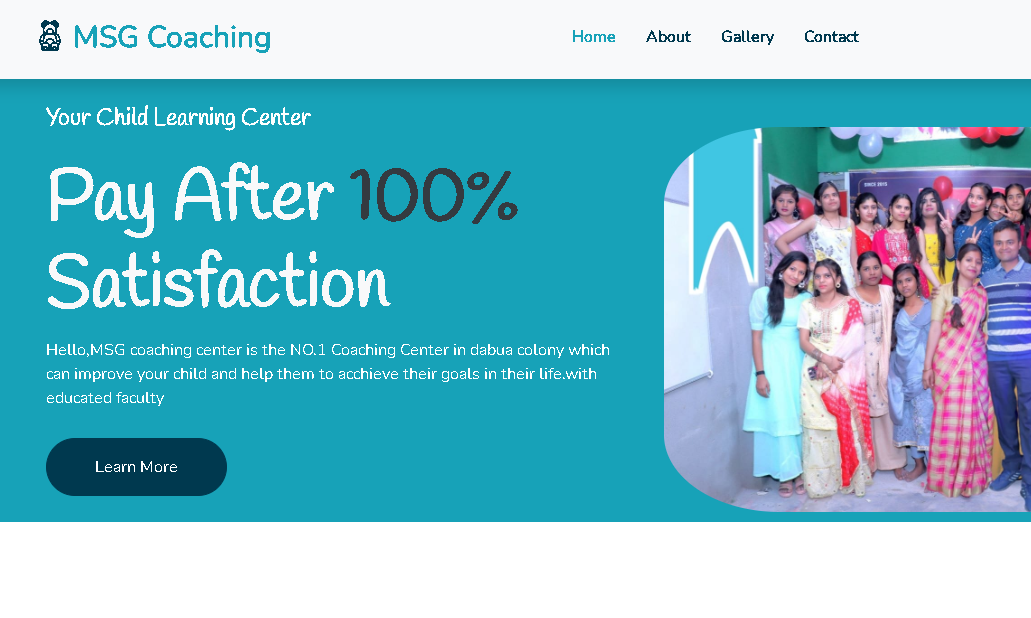 MSG Coaching
Home About Gallery Contact
Your Child Learning Center
Pay After 100%
Satisfaction
Hello,MSG coaching center is the NO.1 Coaching Center in dabua colony which
can improve your child and help them to acchieve their goals in their life.with
educated faculty
Learn More
SINCE 2015